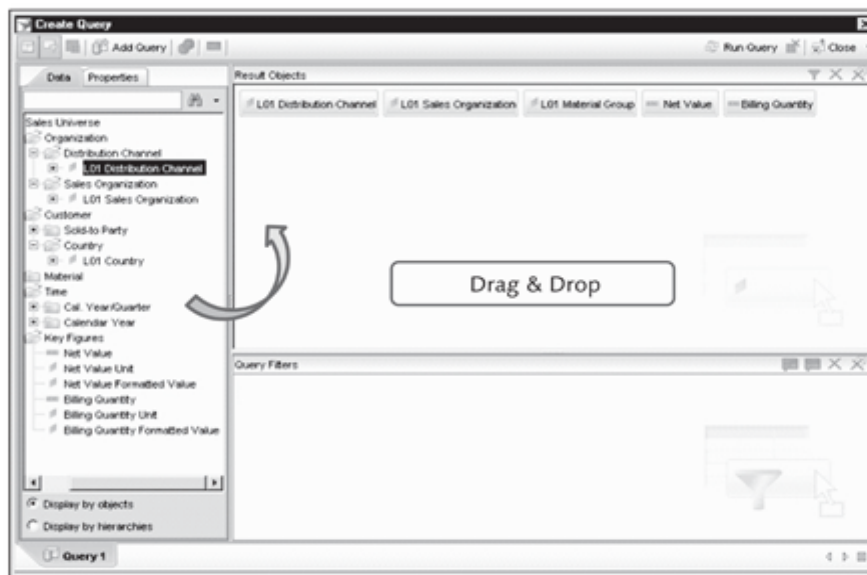 Create Query
Add Query
Run Query
Close
Data Properties
Sales Universe
Organization
Distribution Channel
L01 Distribution Channel
Sales Organization
L01 Sales Organization
Customer
Sold-to Party
Country
L01 Country
Material
Time
Cal. Year/Quarter
Calendar Year
Key Figures
Net Value
Net Value Unit
Net Value Formatted Value
Billing Quantity
Billing Quantity Unit
Billing Quantity Formatted Value
Display by objects
Display by hierarchies
Result Objects
L01 Distribution Channel L01 Sales Organization L01 Material Group Net Value Billing Quantity
Drag & Drop
Query Filters
Query 1